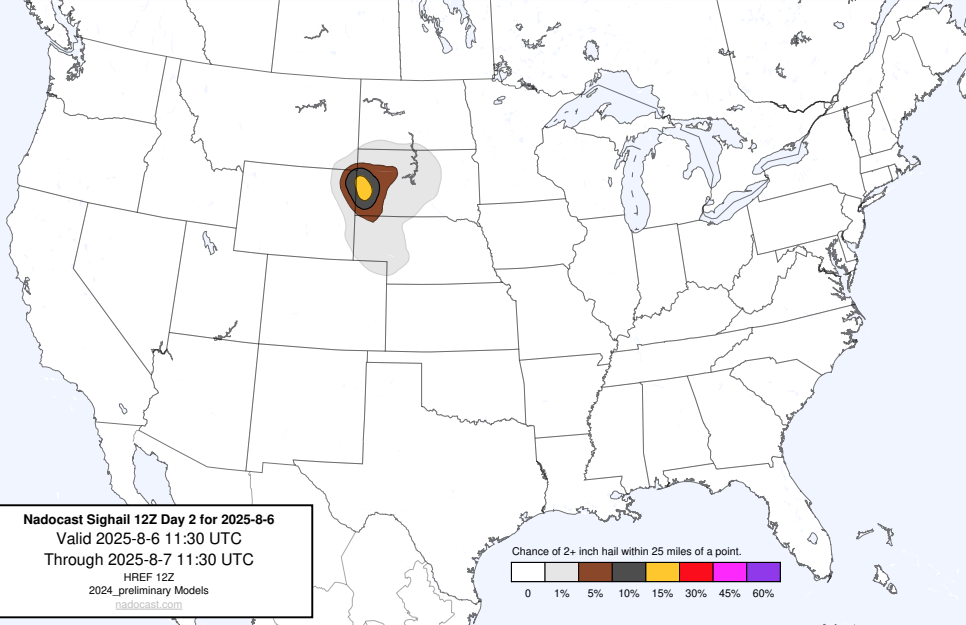 Nadocast Sighail 12Z Day 2 for 2025-8-6
Valid 2025-8-6 11:30 UTC
Through 2025-8-7 11:30 UTC
HREF 12Z
2024_preliminary Models
nadocast.com
Chance of 2+ inch hail within 25 miles of a point.
0 1% 5% 10% 15% 30% 45% 60%